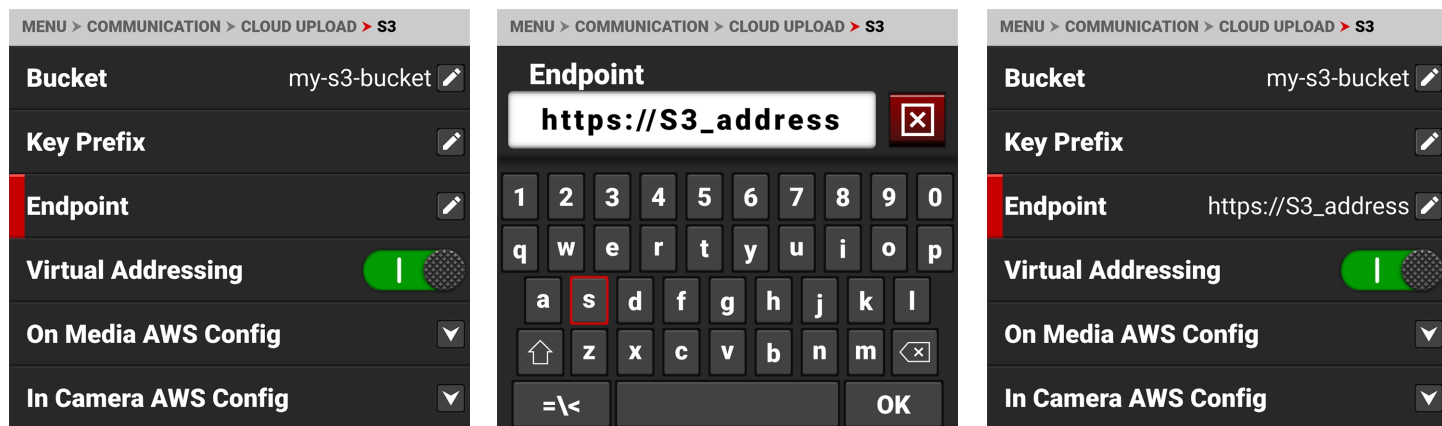 MENU > COMMUNICATION > CLOUD UPLOAD > S3
Bucket my-s3-bucket
Key Prefix
Endpoint
Virtual Addressing
On Media AWS Config
In Camera AWS Config
MENU > COMMUNICATION > CLOUD UPLOAD > S3
Endpoint
https://S3_address
1 2 3 4 5 6 7 8 9 0
q w e r t y u i o p
a s d f g h j k l
z x c v b n m
=\< OK
MENU > COMMUNICATION > CLOUD UPLOAD > S3
Bucket my-s3-bucket
Key Prefix
Endpoint https://S3_address
Virtual Addressing
On Media AWS Config
In Camera AWS Config